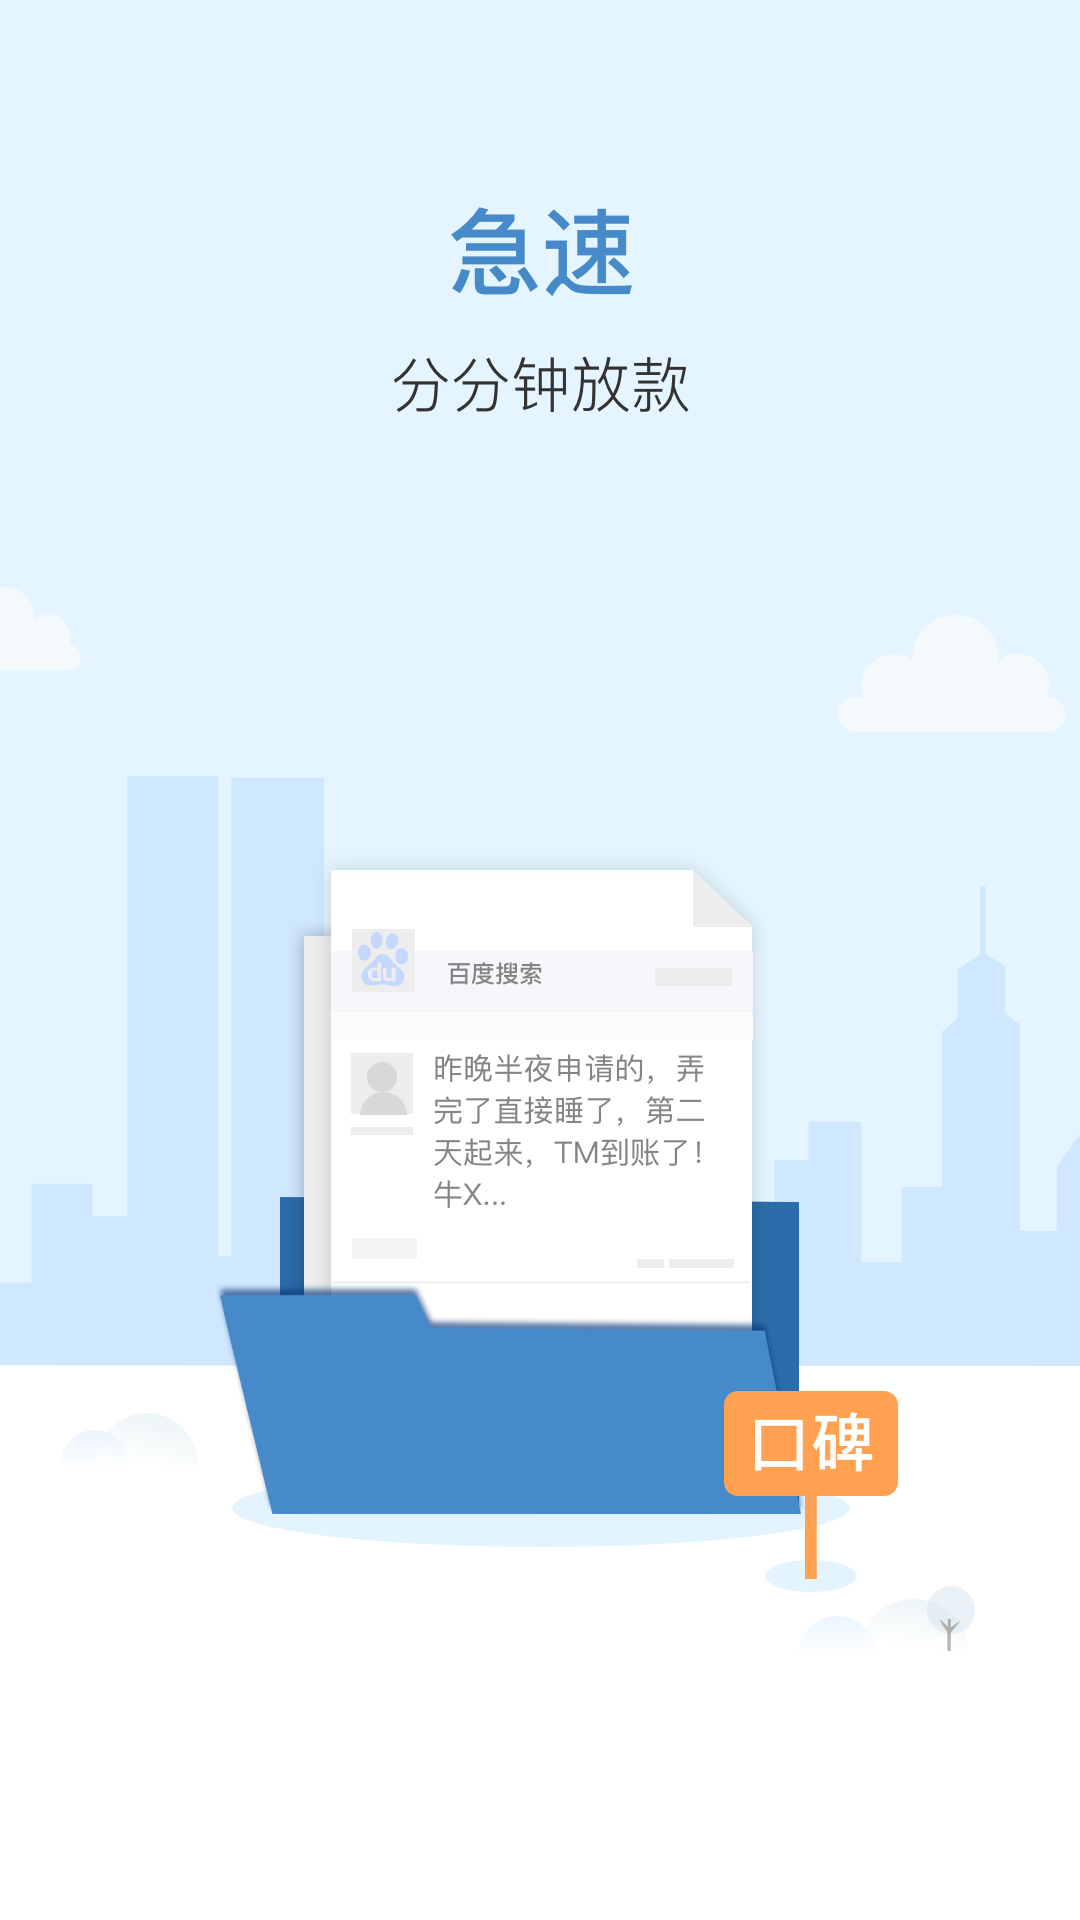 急速
分分钟放款
du
百度搜索
昨晚半夜申请的，弄
完了直接睡了，第二
天起来，TM到账了！
牛X...
口碑